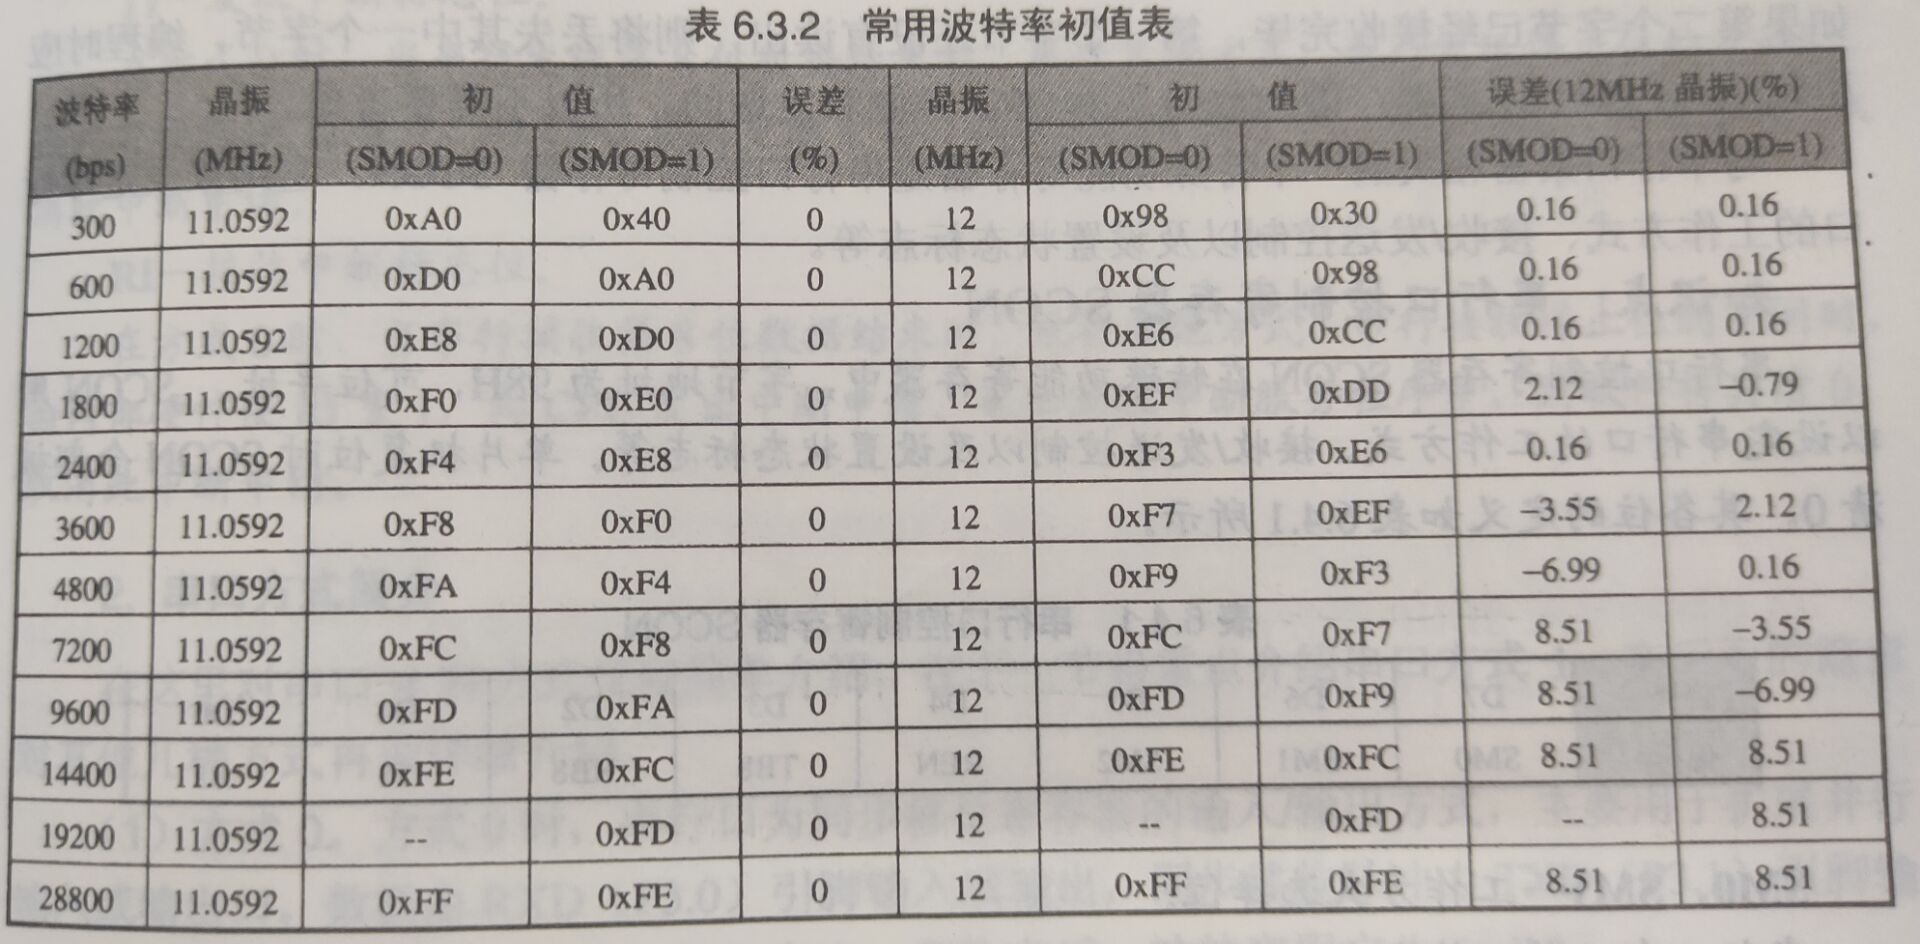 表 6.3.2 常用波特率初值表
波特率 晶振 初 值 误差 晶振 初 值 误差(12MHz 晶振)(%)
(bps) (MHz) (SMOD=0) (SMOD=1) (%) (MHz) (SMOD=0) (SMOD=1) (SMOD=0) (SMOD=1)
300 11.0592 0xA0 0x40 0 12 0x98 0x30 0.16 0.16
600 11.0592 0xD0 0xA0 0 12 0xCC 0x98 0.16 0.16
1200 11.0592 0xE8 0xD0 0 12 0xE6 0xCC 0.16 0.16
1800 11.0592 0xF0 0xE0 0 12 0xEF 0xDD 2.12 –0.79
2400 11.0592 0xF4 0xE8 0 12 0xF3 0xE6 0.16 0.16
3600 11.0592 0xF8 0xF0 0 12 0xF7 0xEF –3.55 2.12
4800 11.0592 0xFA 0xF4 0 12 0xF9 0xF3 –6.99 0.16
7200 11.0592 0xFC 0xF8 0 12 0xFC 0xF7 8.51 –3.55
9600 11.0592 0xFD 0xFA 0 12 0xFD 0xF9 8.51 –6.99
14400 11.0592 0xFE 0xFC 0 12 0xFE 0xFC 8.51 8.51
19200 11.0592 -- 0xFD 0 12 -- 0xFD -- 8.51
28800 11.0592 0xFF 0xFE 0 12 0xFF 0xFE 8.51 8.51